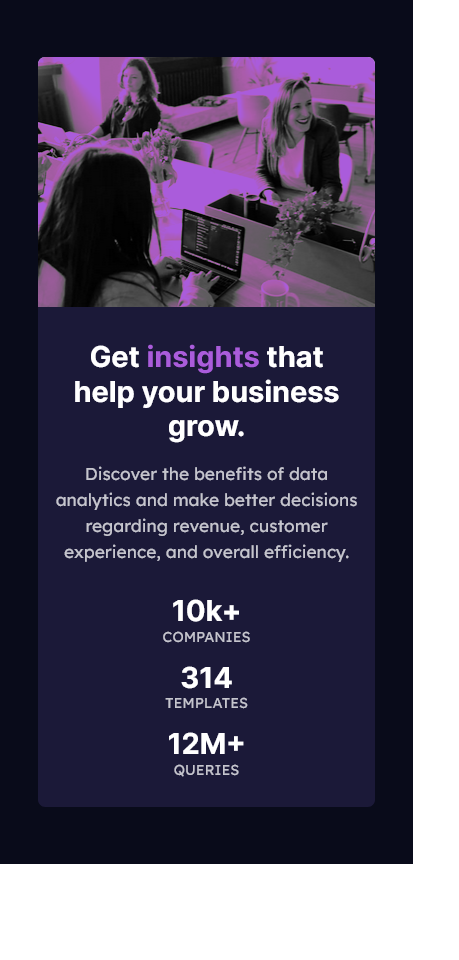 Get insights that
help your business
grow.
Discover the benefits of data
analytics and make better decisions
regarding revenue, customer
experience, and overall efficiency.
10k+
COMPANIES
314
TEMPLATES
12M+
QUERIES